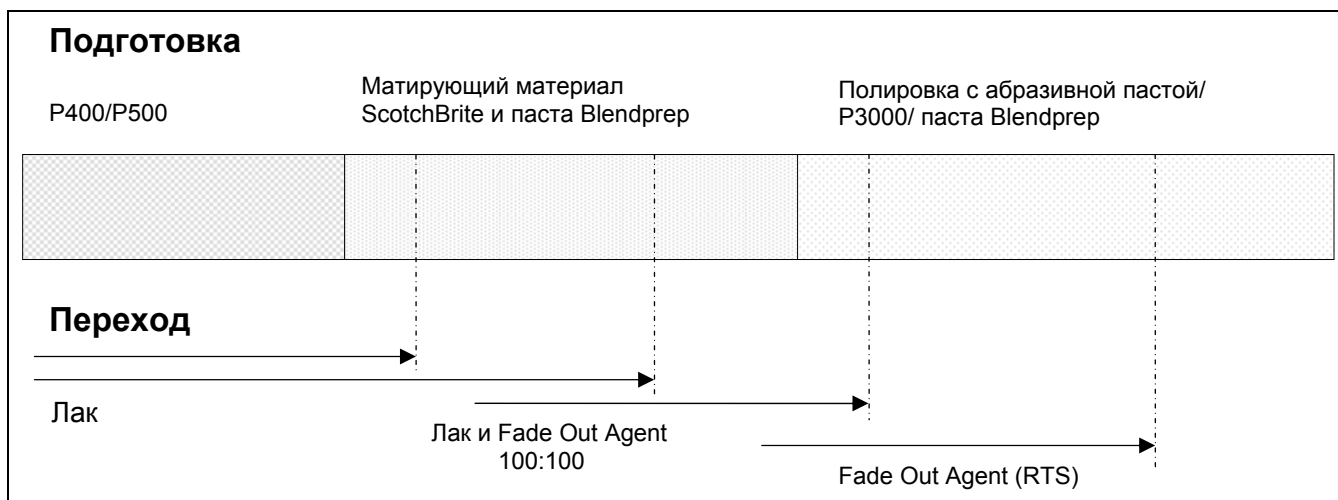 Подготовка
P400/P500
Матирующий материал
ScotchBrite и паста Blendprep
Полировка с абразивной пастой/
P3000/ паста Blendprep
Переход
Лак
Лак и Fade Out Agent
100:100
Fade Out Agent (RTS)